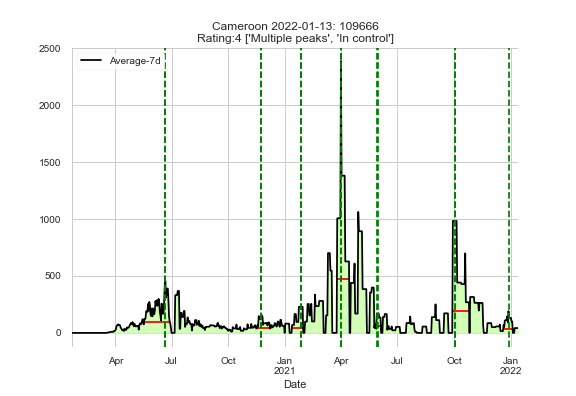 Cameroon 2022-01-13: 109666
Rating:4 ['Multiple peaks', 'In control']
Average-7d
2500
2000
1500
1000
500
0
Apr Jul Oct Jan Apr Jul Oct Jan
2021 2022
Date